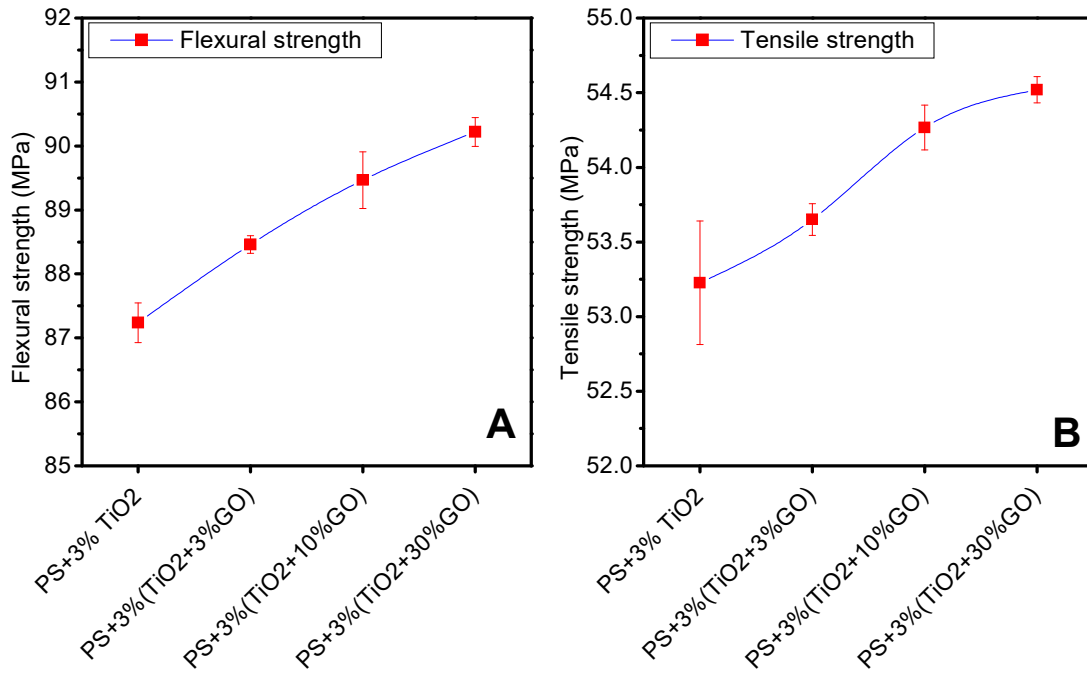 Flexural strength
Flexural strength (MPa)
92
91
90
89
88
87
86
85
A
PS+3% TiO2
PS+3%(TiO2+3%GO)
PS+3%(TiO2+10%GO)
PS+3%(TiO2+30%GO)
Tensile strength
Tensile strength (MPa)
55.0
54.5
54.0
53.5
53.0
52.5
52.0
B
PS+3% TiO2
PS+3%(TiO2+3%GO)
PS+3%(TiO2+10%GO)
PS+3%(TiO2+30%GO)